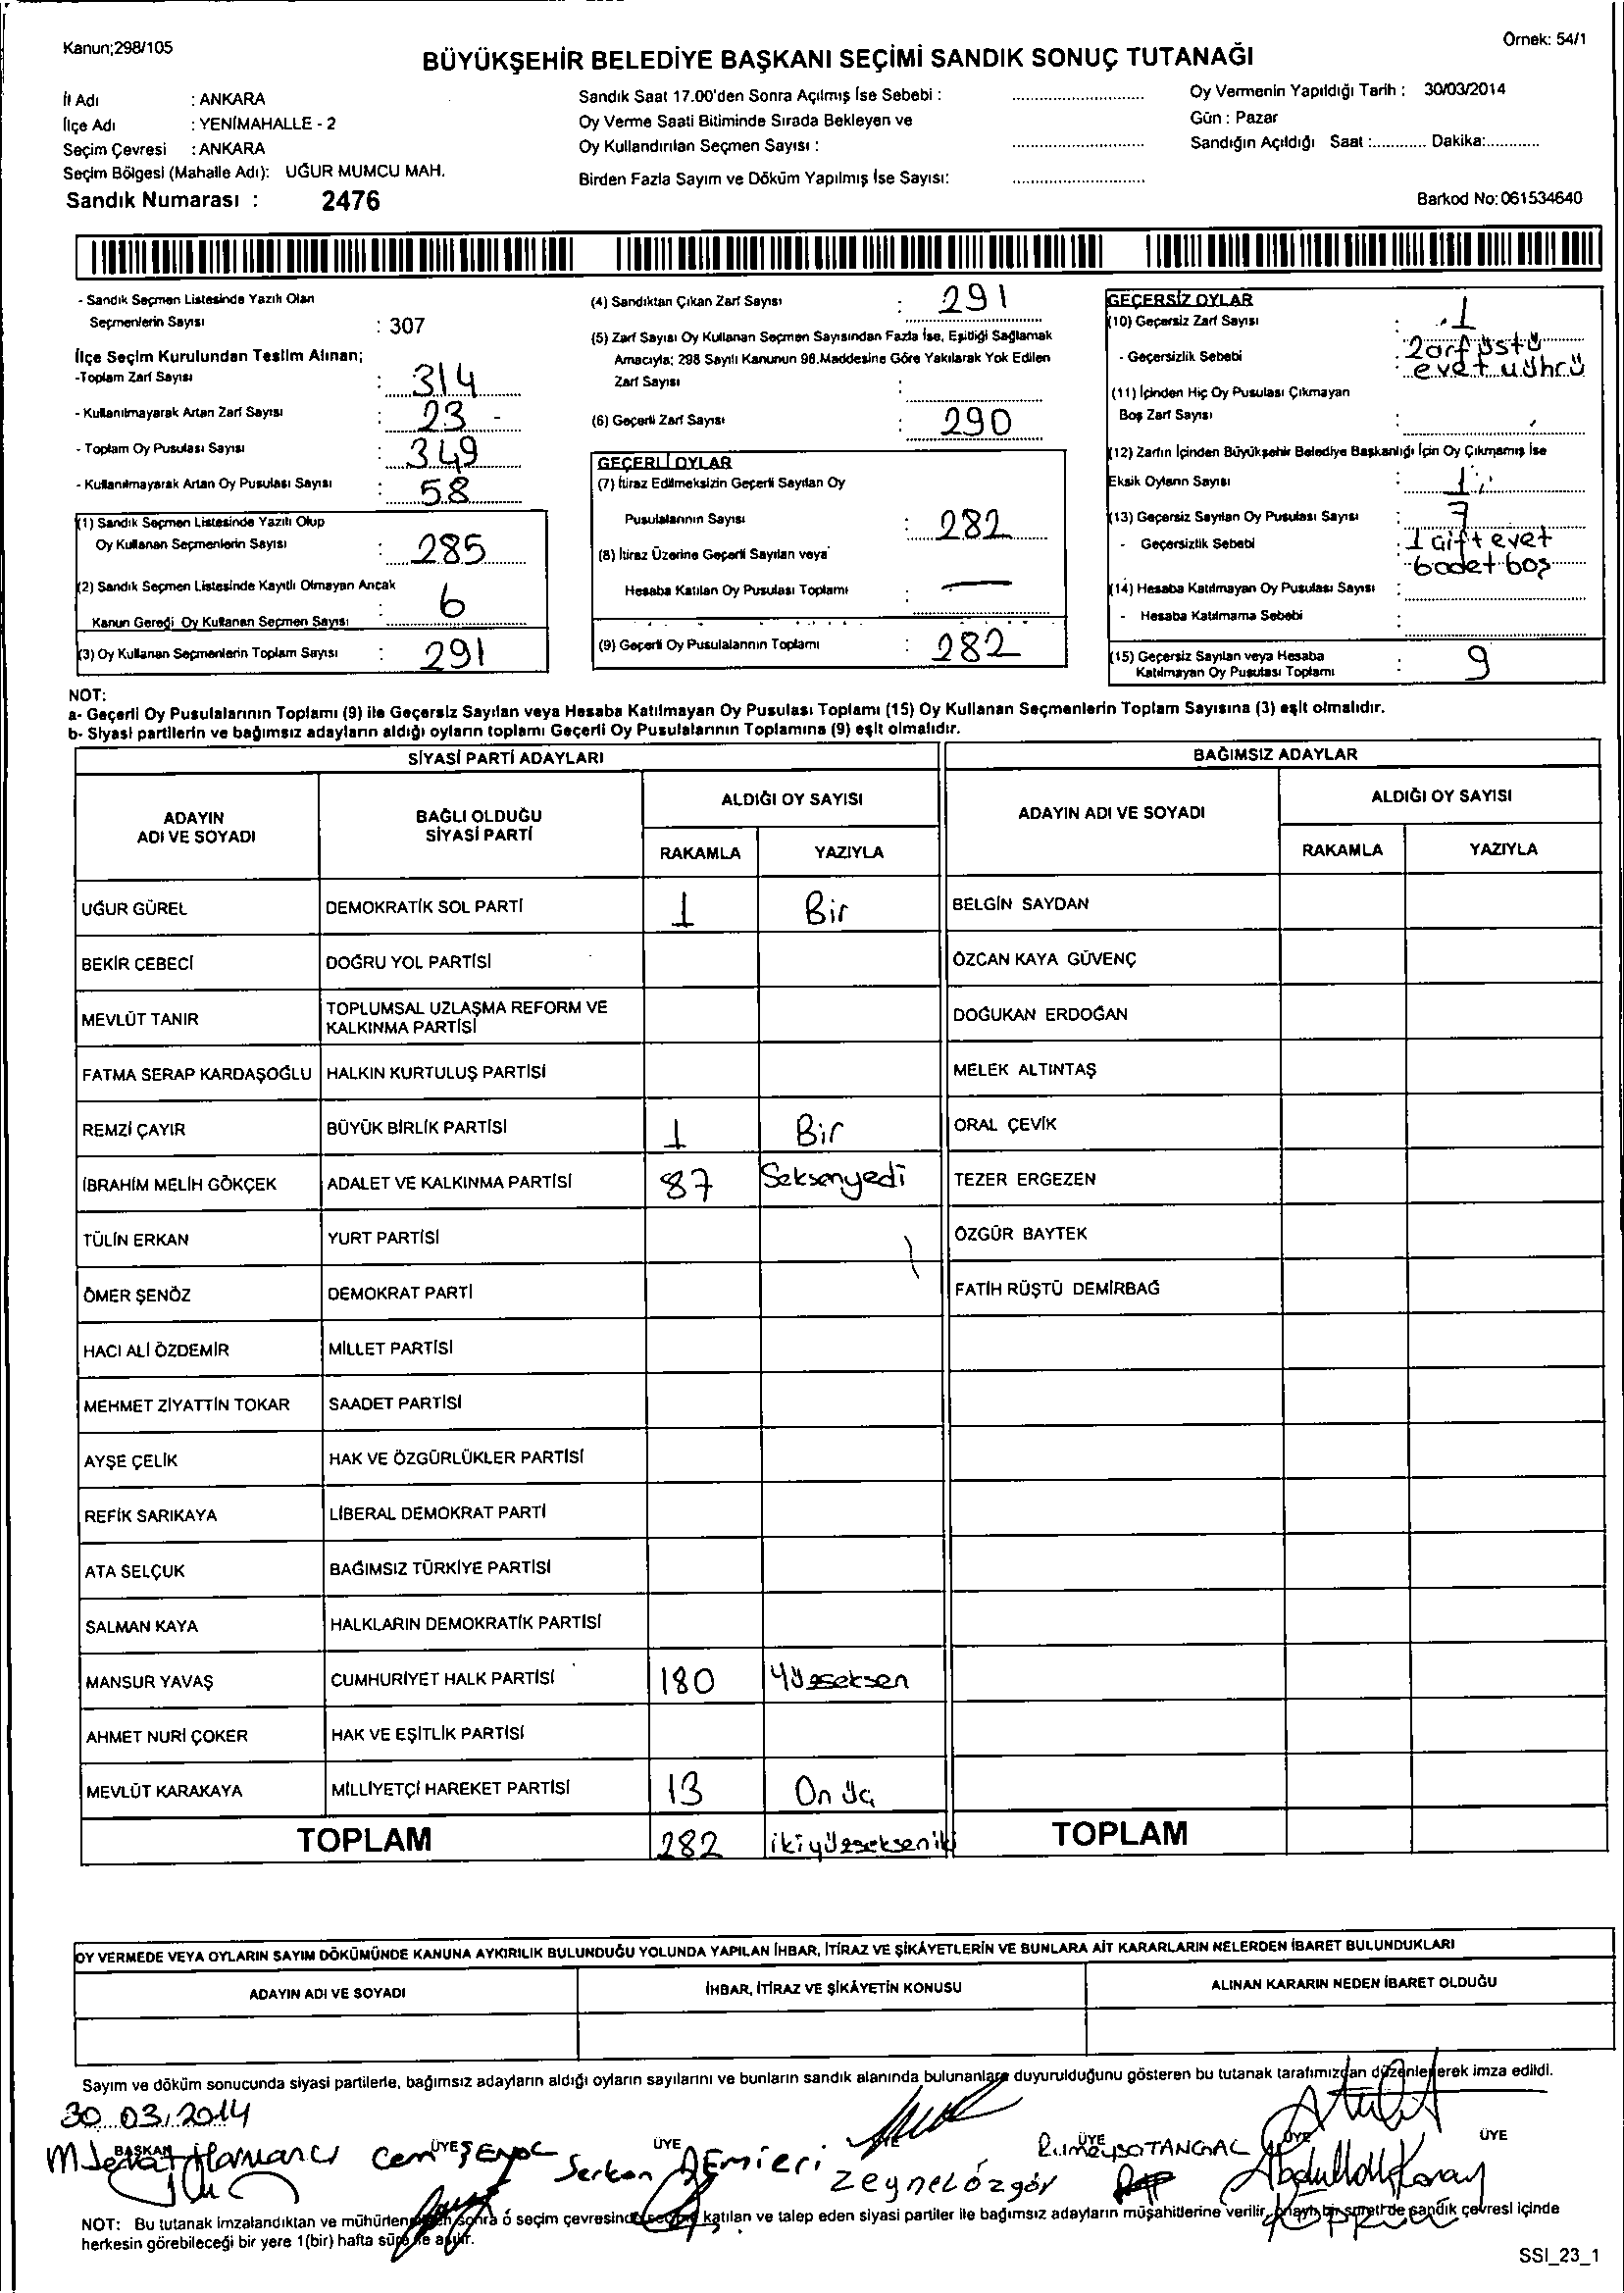 Kanun;298/105
Örnek: 54/1
BÜYÜKŞEHİR BELEDİYE BAŞKANI SEÇİMİ SANDIK SONUÇ TUTANAĞI
İl Adı : ANKARA
İlçe Adı : YENİMAHALLE - 2
Seçim Çevresi : ANKARA
Seçim Bölgesi (Mahalle Adı): UĞUR MUMCU MAH.
Sandık Numarası : 2476
Sandık Saat 17.00'den Sonra Açılmış İse Sebebi :
Oy Verme Saati Bitiminde Sırada Bekleyen ve
Oy Kullandırılan Seçmen Sayısı :
Birden Fazla Sayım ve Döküm Yapılmış İse Sayısı:
Oy Vermenin Yapıldığı Tarih : 30/03/2014
Gün : Pazar
Sandığın Açıldığı Saat :............ Dakika:............
Barkod No: 061534640
- Sandık Seçmen Listesinde Yazılı Olan
Seçmenlerin Sayısı : 307
İlçe Seçim Kurulundan Teslim Alınan;
-Toplam Zarf Sayısı : 314
- Kullanılmayarak Artan Zarf Sayısı : 23 -
- Toplam Oy Pusulası Sayısı : 349
- Kullanılmayarak Artan Oy Pusulası Sayısı : 58
(1) Sandık Seçmen Listesinde Yazılı Olup
Oy Kullanan Seçmenlerin Sayısı : 285
(2) Sandık Seçmen Listesinde Kayıtlı Olmayan Ancak
Kanun Gereği Oy Kullanan Seçmen Sayısı : 6
(3) Oy Kullanan Seçmenlerin Toplam Sayısı : 291
(4) Sandıktan Çıkan Zarf Sayısı : 291
(5) Zarf Sayısı Oy Kullanan Seçmen Sayısından Fazla İse, Eşitliği Sağlamak
Amacıyla; 298 Sayılı Kanunun 98.Maddesine Göre Yakılarak Yok Edilen
Zarf Sayısı :
(6) Geçerli Zarf Sayısı : 290
GEÇERLİ OYLAR
(7) İtiraz Edilmeksizin Geçerli Sayılan Oy
Pusulalarının Sayısı : 282
(8) İtiraz Üzerine Geçerli Sayılan veya
Hesaba Katılan Oy Pusulası Toplamı : —
(9) Geçerli Oy Pusulalarının Toplamı : 282
GEÇERSİZ OYLAR
(10) Geçersiz Zarf Sayısı : 1
- Geçersizlik Sebebi : Zarf üstü
evet mührü
(11) İçinden Hiç Oy Pusulası Çıkmayan
Boş Zarf Sayısı :
(12) Zarfın İçinden Büyükşehir Belediye Başkanlığı İçin Oy Çıkmamış İse
Eksik Oyların Sayısı : 1
(13) Geçersiz Sayılan Oy Pusulası Sayısı : 7
- Geçersizlik Sebebi : 1 çift evet
6 adet boş
(14) Hesaba Katılmayan Oy Pusulası Sayısı :
- Hesaba Katılmama Sebebi :
(15) Geçersiz Sayılan veya Hesaba
Katılmayan Oy Pusulası Toplamı : 9
NOT:
a- Geçerli Oy Pusulalarının Toplamı (9) ile Geçersiz Sayılan veya Hesaba Katılmayan Oy Pusulası Toplamı (15) Oy Kullanan Seçmenlerin Toplam Sayısına (3) eşit olmalıdır.
b- Siyasi partilerin ve bağımsız adayların aldığı oyların toplamı Geçerli Oy Pusulalarının Toplamına (9) eşit olmalıdır.
SİYASİ PARTİ ADAYLARI
BAĞIMSIZ ADAYLAR
ADAYIN
ADI VE SOYADI
BAĞLI OLDUĞU
SİYASİ PARTİ
ALDIĞI OY SAYISI
RAKAMLA YAZIYLA
ADAYIN ADI VE SOYADI
ALDIĞI OY SAYISI
RAKAMLA YAZIYLA
UĞUR GÜREL DEMOKRATİK SOL PARTİ 1 Bir BELGİN SAYDAN
BEKİR CEBECİ DOĞRU YOL PARTİSİ ÖZCAN KAYA GÜVENÇ
MEVLÜT TANIR TOPLUMSAL UZLAŞMA REFORM VE
KALKINMA PARTİSİ DOĞUKAN ERDOĞAN
FATMA SERAP KARDAŞOĞLU HALKIN KURTULUŞ PARTİSİ MELEK ALTINTAŞ
REMZİ ÇAYIR BÜYÜK BİRLİK PARTİSİ 1 Bir ORAL ÇEVİK
İBRAHİM MELİH GÖKÇEK ADALET VE KALKINMA PARTİSİ 87 Seksenyedi TEZER ERGEZEN
TÜLİN ERKAN YURT PARTİSİ ÖZGÜR BAYTEK
ÖMER ŞENÖZ DEMOKRAT PARTİ FATİH RÜŞTÜ DEMİRBAĞ
HACI ALİ ÖZDEMİR MİLLET PARTİSİ
MEHMET ZİYATTİN TOKAR SAADET PARTİSİ
AYŞE ÇELİK HAK VE ÖZGÜRLÜKLER PARTİSİ
REFİK SARIKAYA LİBERAL DEMOKRAT PARTİ
ATA SELÇUK BAĞIMSIZ TÜRKİYE PARTİSİ
SALMAN KAYA HALKLARIN DEMOKRATİK PARTİSİ
MANSUR YAVAŞ CUMHURİYET HALK PARTİSİ 180 Yüzseksen
AHMET NURİ ÇOKER HAK VE EŞİTLİK PARTİSİ
MEVLÜT KARAKAYA MİLLİYETÇİ HAREKET PARTİSİ 13 On üç
TOPLAM 282 ikiyüzsekseniki TOPLAM
OY VERMEDE VEYA OYLARIN SAYIM DÖKÜMÜNDE KANUNA AYKIRILIK BULUNDUĞU YOLUNDA YAPILAN İHBAR, İTİRAZ VE ŞİKÂYETLERİN VE BUNLARA AİT KARARLARIN NELERDEN İBARET BULUNDUKLARI
ADAYIN ADI VE SOYADI İHBAR, İTİRAZ VE ŞİKÂYETİN KONUSU ALINAN KARARIN NEDEN İBARET OLDUĞU
Sayım ve döküm sonucunda siyasi partilerle, bağımsız adayların aldığı oyların sayılarını ve bunların sandık alanında bulunanlara duyurulduğunu gösteren bu tutanak tarafımızdan düzenlenerek imza edildi.
30.03.2014
BAŞKAN ÜYE ÜYE ÜYE ÜYE ÜYE ÜYE
Cem ŞENOL Serkan DEmieri Zeynel özgör Rumeysa TANGAL Abdullah Koray
NOT: Bu tutanak imzalandıktan ve mühürlendikten sonra o seçim çevresinde seçime katılan ve talep eden siyasi partiler ile bağımsız adayların müşahitlerine verilir, onaylı bir sureti de sandık çevresi içinde
herkesin görebileceği bir yere 1(bir) hafta süre ile asılır.
SSI_23_1